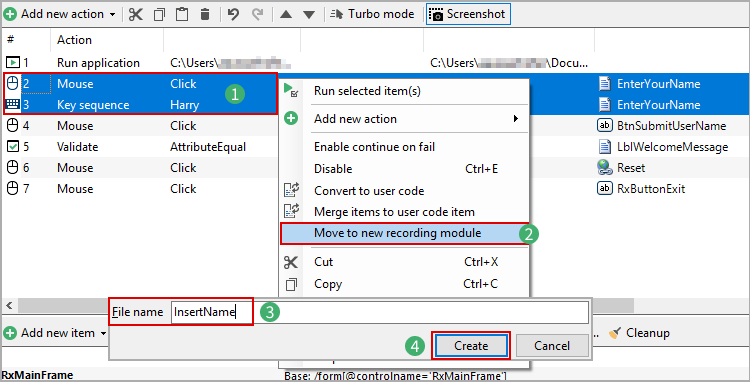 Add new action
Turbo mode
Screenshot
# Action
1 Run application C:\Users\ C:\Users\ \Docu...
2 Mouse Click EnterYourName
3 Key sequence Harry EnterYourName
1
4 Mouse Click BtnSubmitUserName
5 Validate AttributeEqual LblWelcomeMessage
6 Mouse Click Reset
7 Mouse Click RxButtonExit
Run selected item(s)
Add new action
Enable continue on fail
Disable Ctrl+E
Convert to user code
Merge items to user code item
Move to new recording module
2
Cut Ctrl+X
Copy Ctrl+C
File name InsertName
3
4
Create
Cancel
Add new item
.. Cleanup
RxMainFrame Base: /form[@controlname='RxMainFrame']